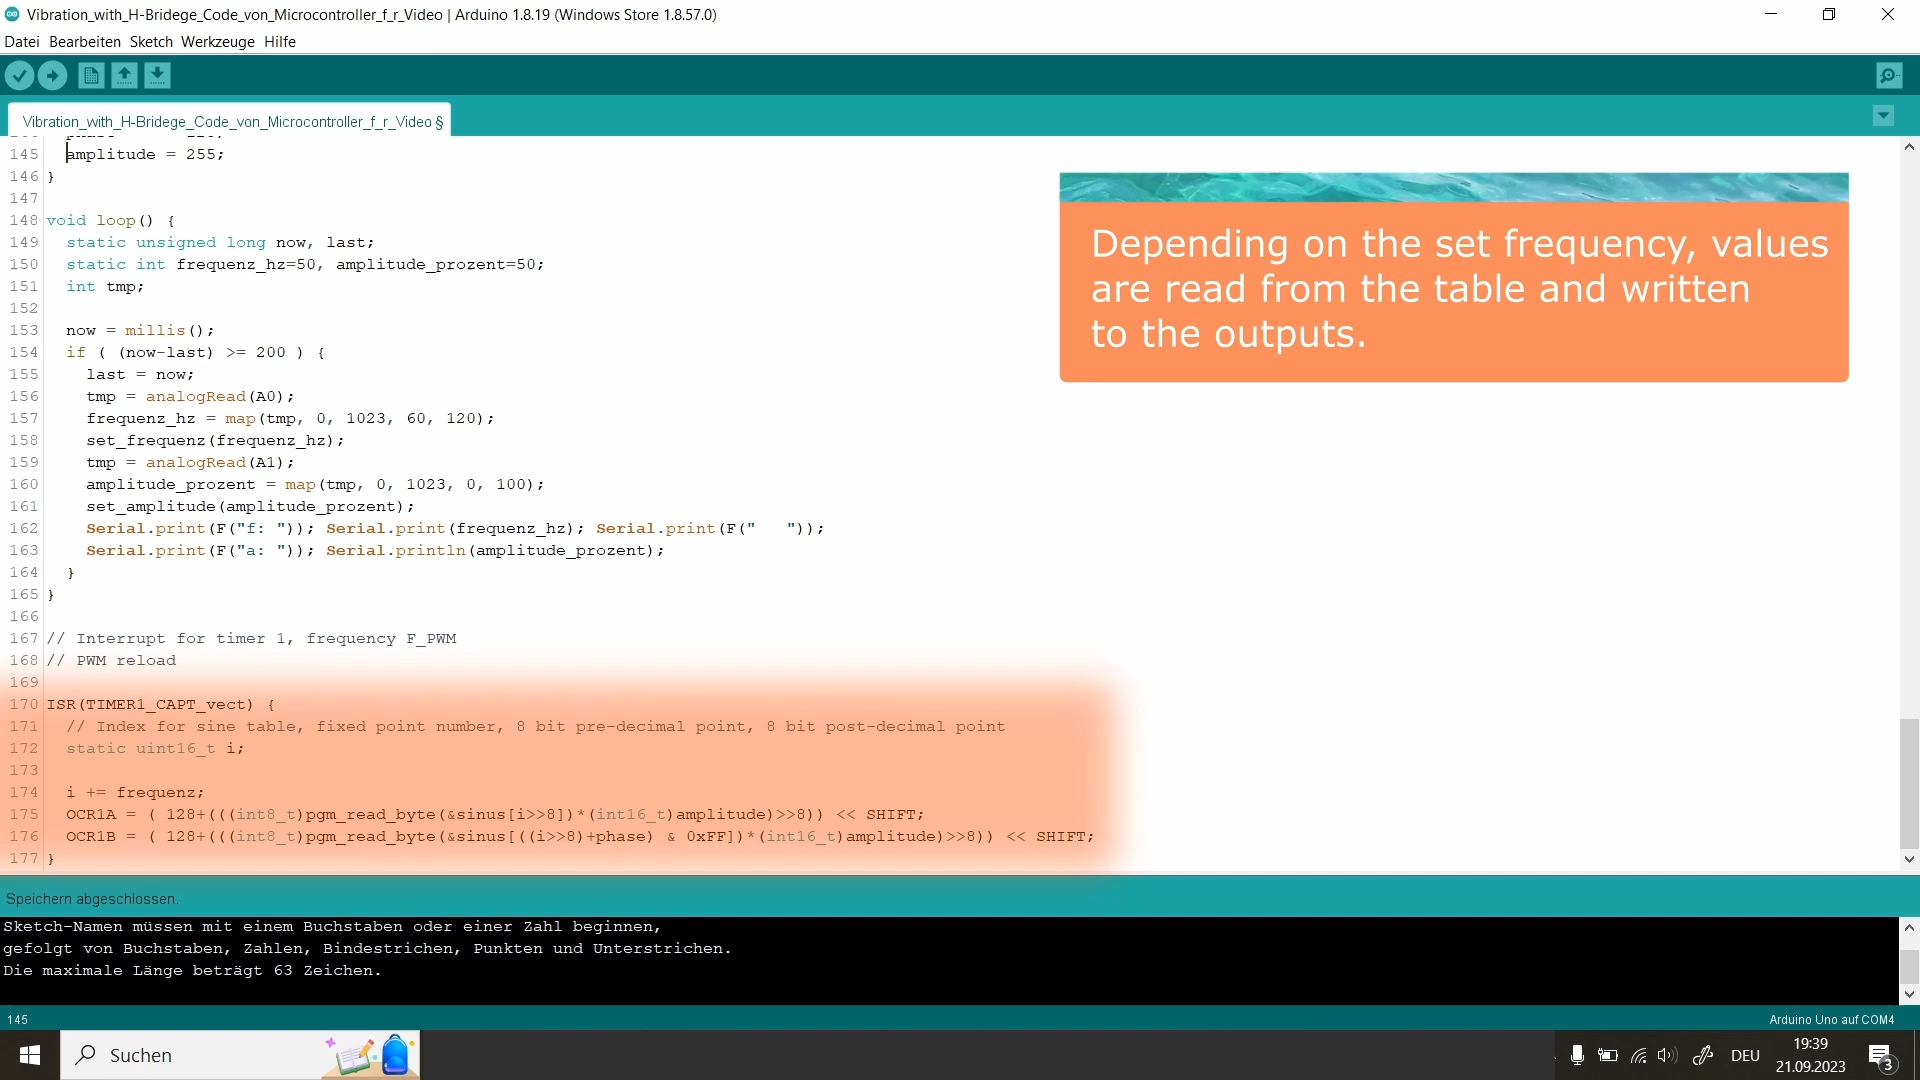 Vibration_with_H-Bridege_Code_von_Microcontroller_f_r_Video | Arduino 1.8.19 (Windows Store 1.8.57.0)
Datei Bearbeiten Sketch Werkzeuge Hilfe
Vibration_with_H-Bridege_Code_von_Microcontroller_f_r_Video §
145 amplitude = 255;
146 }
147
148 void loop() {
149 static unsigned long now, last;
150 static int frequenz_hz=50, amplitude_prozent=50;
151 int tmp;
152
153 now = millis();
154 if ( (now-last) >= 200 ) {
155 last = now;
156 tmp = analogRead(A0);
157 frequenz_hz = map(tmp, 0, 1023, 60, 120);
158 set_frequenz(frequenz_hz);
159 tmp = analogRead(A1);
160 amplitude_prozent = map(tmp, 0, 1023, 0, 100);
161 set_amplitude(amplitude_prozent);
162 Serial.print(F("f: ")); Serial.print(frequenz_hz); Serial.print(F("   "));
163 Serial.print(F("a: ")); Serial.println(amplitude_prozent);
164 }
165 }
166
167 // Interrupt for timer 1, frequency F_PWM
168 // PWM reload
169
170 ISR(TIMER1_CAPT_vect) {
171 // Index for sine table, fixed point number, 8 bit pre-decimal point, 8 bit post-decimal point
172 static uint16_t i;
173
174 i += frequenz;
175 OCR1A = ( 128+(((int8_t)pgm_read_byte(&sinus[i>>8])*(int16_t)amplitude)>>8)) << SHIFT;
176 OCR1B = ( 128+(((int8_t)pgm_read_byte(&sinus[((i>>8)+phase) & 0xFF])*(int16_t)amplitude)>>8)) << SHIFT;
177 }
Depending on the set frequency, values
are read from the table and written
to the outputs.
Speichern abgeschlossen.
Sketch-Namen müssen mit einem Buchstaben oder einer Zahl beginnen,
gefolgt von Buchstaben, Zahlen, Bindestrichen, Punkten und Unterstrichen.
Die maximale Länge beträgt 63 Zeichen.
145
Arduino Uno auf COM4
Suchen
DEU
19:39
21.09.2023
3